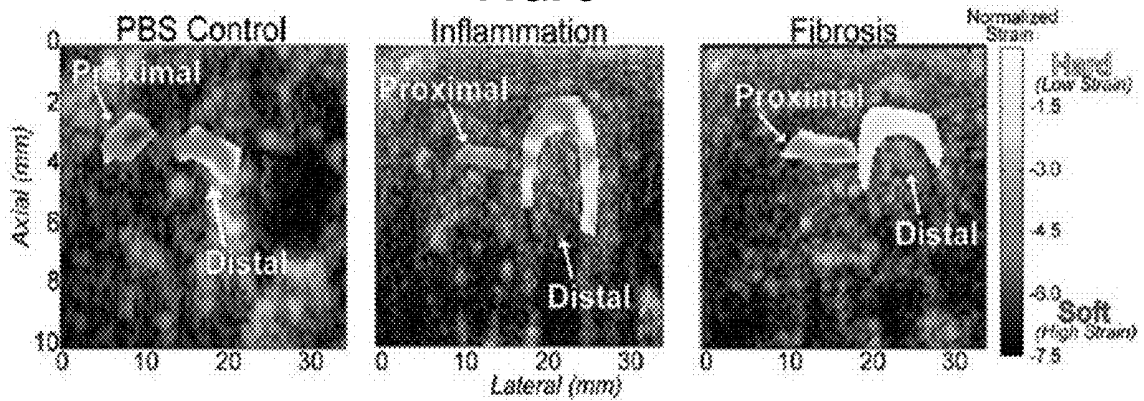 PBS Control
Inflammation
Fibrosis
Normalized
Strain
Hard
(Low Strain)
-1.5
-3.0
-4.5
-6.0
Soft
(High Strain)
-7.5
Axial (mm)
0
2
4
6
8
10
Proximal
Distal
0 10 20 30
Proximal
Distal
0 10 20 30
Lateral (mm)
Proximal
Distal
0 10 20 30